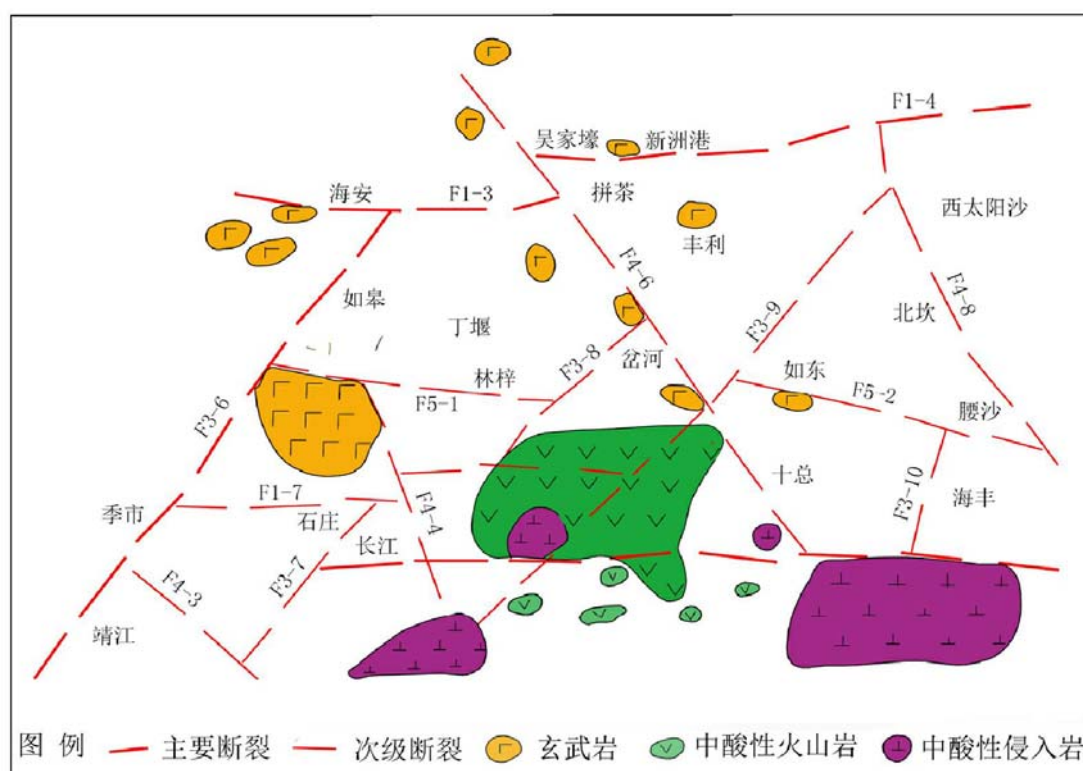 F1-4
吴家壕 新洲港
海安 F1-3 拼茶 西太阳沙
丰利
F4-6
如皋 F4-8
丁堰 F3-9 北坎
林梓 F3-8 岔河 如东
F5-1 F5-2
F3-6 腰沙
十总
季市 F1-7 石庄 F4-4 F3-10 海丰
长江
F4-3 F3-7
靖江
图 例 主要断裂 次级断裂 玄武岩 中酸性火山岩 中酸性侵入岩